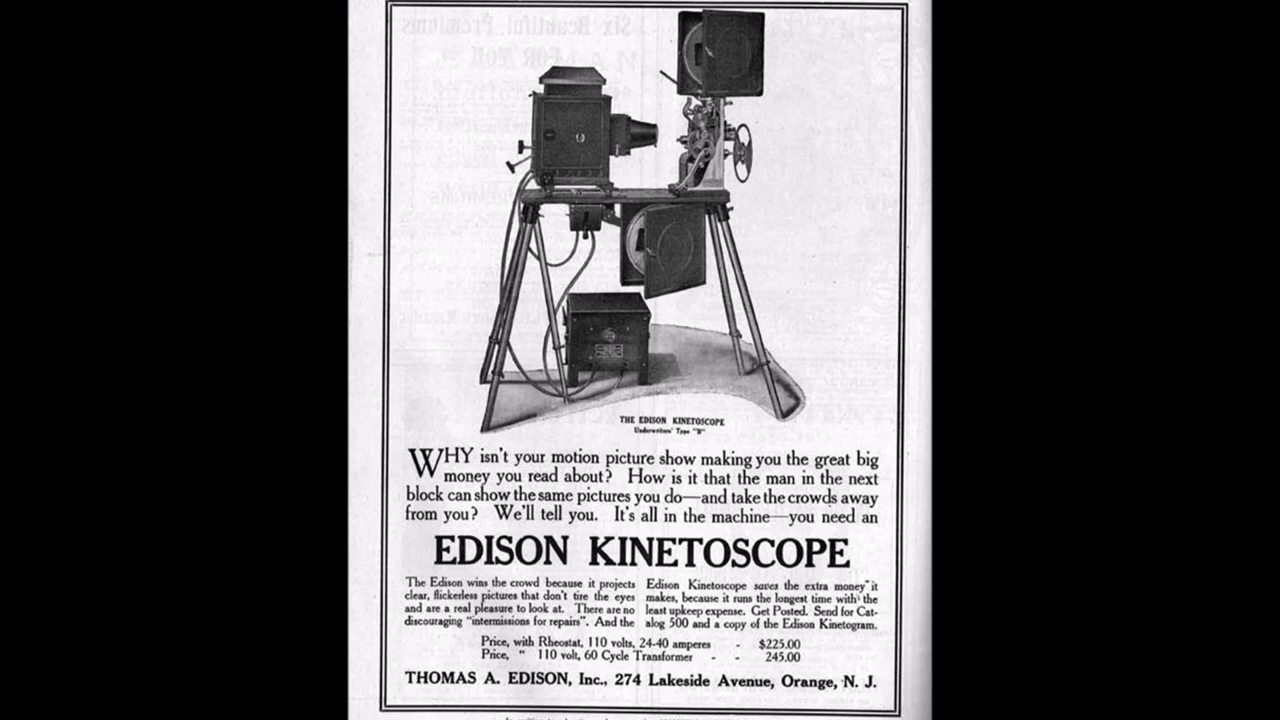 THE EDISON KINETOSCOPE
Underwriters' Type "B"
WHY isn't your motion picture show making you the great big
money you read about? How is it that the man in the next
block can show the same pictures you do—and take the crowds away
from you? We'll tell you. It's all in the machine—you need an
EDISON KINETOSCOPE
The Edison wins the crowd because it projects
clear, flickerless pictures that don't tire the eyes
and are a real pleasure to look at. There are no
discouraging "intermissions for repairs". And the
Edison Kinetoscope saves the extra money it
makes, because it runs the longest time with the
least upkeep expense. Get Posted. Send for Cat-
alog 500 and a copy of the Edison Kinetogram.
Price, with Rheostat, 110 volts, 24-40 amperes - $225.00
Price, " 110 volt, 60 Cycle Transformer - - 245.00
THOMAS A. EDISON, Inc., 274 Lakeside Avenue, Orange, N. J.